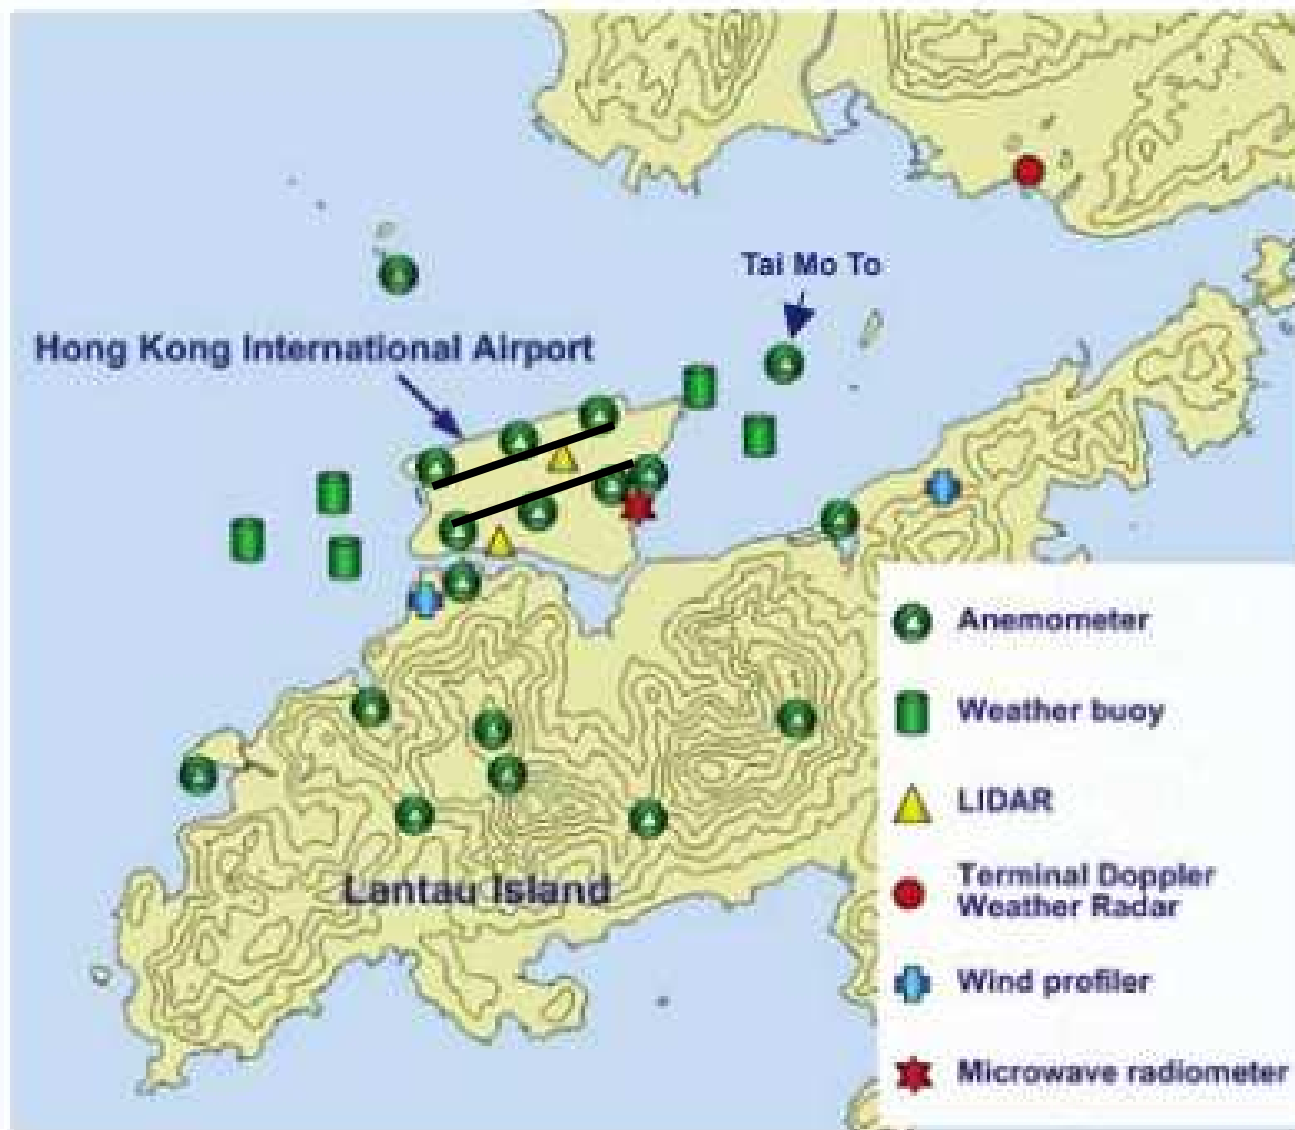 Tai Mo To
Hong Kong International Airport
Anemometer
Weather buoy
LIDAR
Terminal Doppler
Weather Radar
Lantau Island
Wind profiler
Microwave radiometer